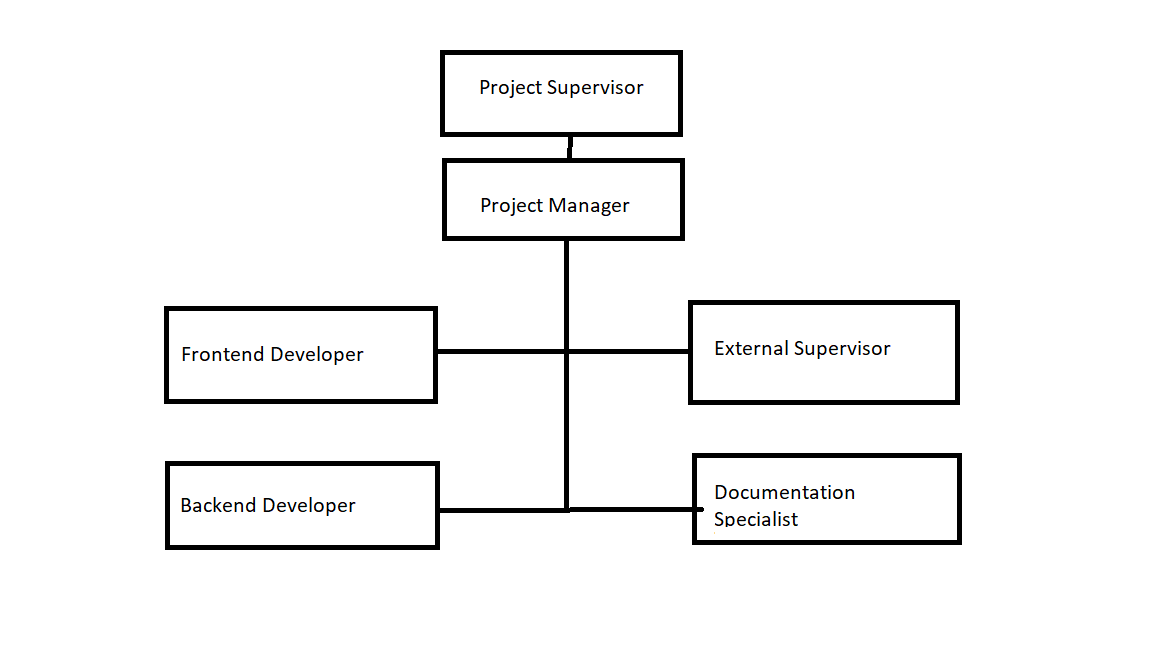 Project Supervisor
Project Manager
Frontend Developer
External Supervisor
Backend Developer
Documentation
Specialist